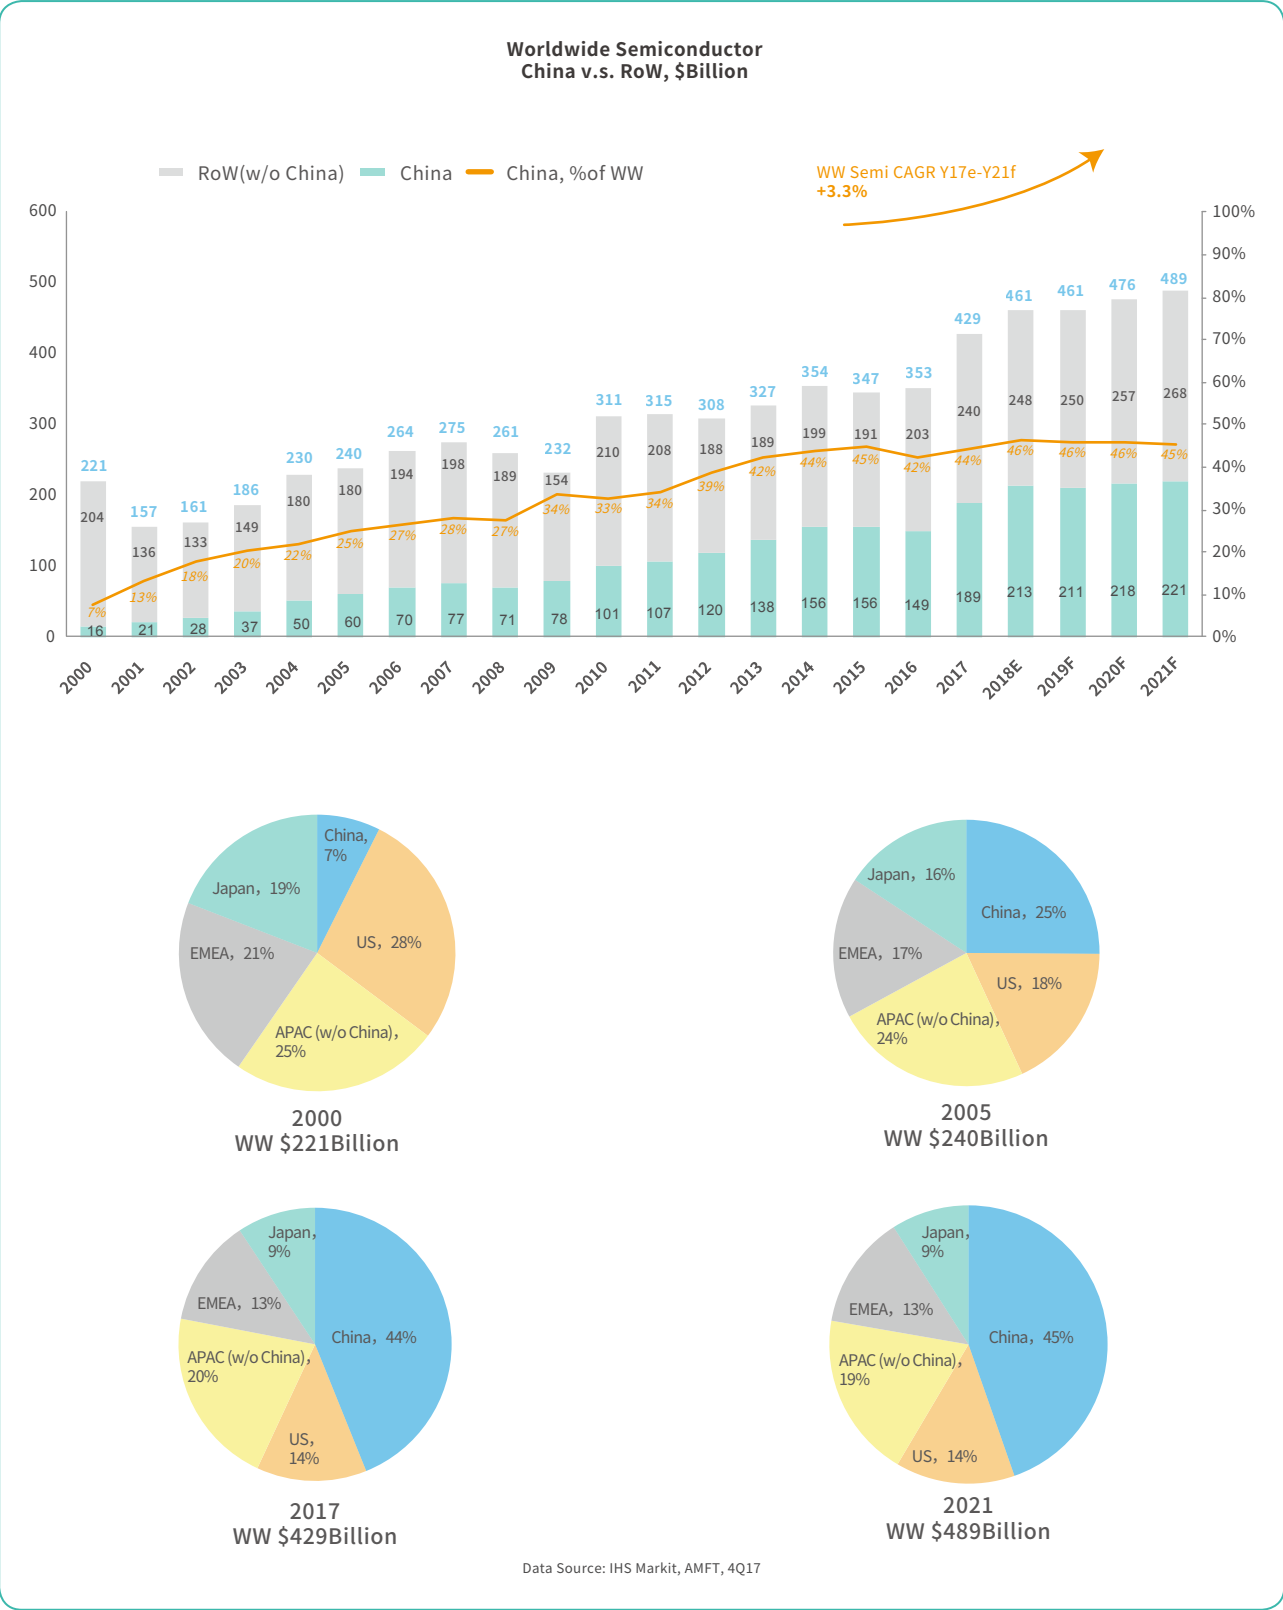 Worldwide Semiconductor
China v.s. RoW, $Billion
RoW(w/o China)
China
China, %of WW
WW Semi CAGR Y17e-Y21f
+3.3%
600
500
400
300
200
100
0
100%
90%
80%
70%
60%
50%
40%
30%
20%
10%
0%
221 157 161 186 230 240 264 275 261 232 311 315 308 327 354 347 353 429 461 461 476 489
204 136 133 149 180 180 194 198 189 154 210 208 188 189 199 191 203 240 248 250 257 268
7% 13% 18% 20% 22% 25% 27% 28% 27% 34% 33% 34% 39% 42% 44% 45% 42% 44% 46% 46% 46% 45%
16 21 28 37 50 60 70 77 71 78 101 107 120 138 156 156 149 189 213 211 218 221
2000 2001 2002 2003 2004 2005 2006 2007 2008 2009 2010 2011 2012 2013 2014 2015 2016 2017 2018E 2019F 2020F 2021F
China,
7%
US，28%
APAC (w/o China)，
25%
EMEA，21%
Japan，19%
2000
WW $221Billion
China，25%
US，18%
APAC (w/o China)，
24%
EMEA，17%
Japan，16%
2005
WW $240Billion
China，44%
US，
14%
APAC (w/o China)，
20%
EMEA，13%
Japan，
9%
2017
WW $429Billion
China，45%
US，14%
APAC (w/o China)，
19%
EMEA，13%
Japan，
9%
2021
WW $489Billion
Data Source: IHS Markit, AMFT, 4Q17